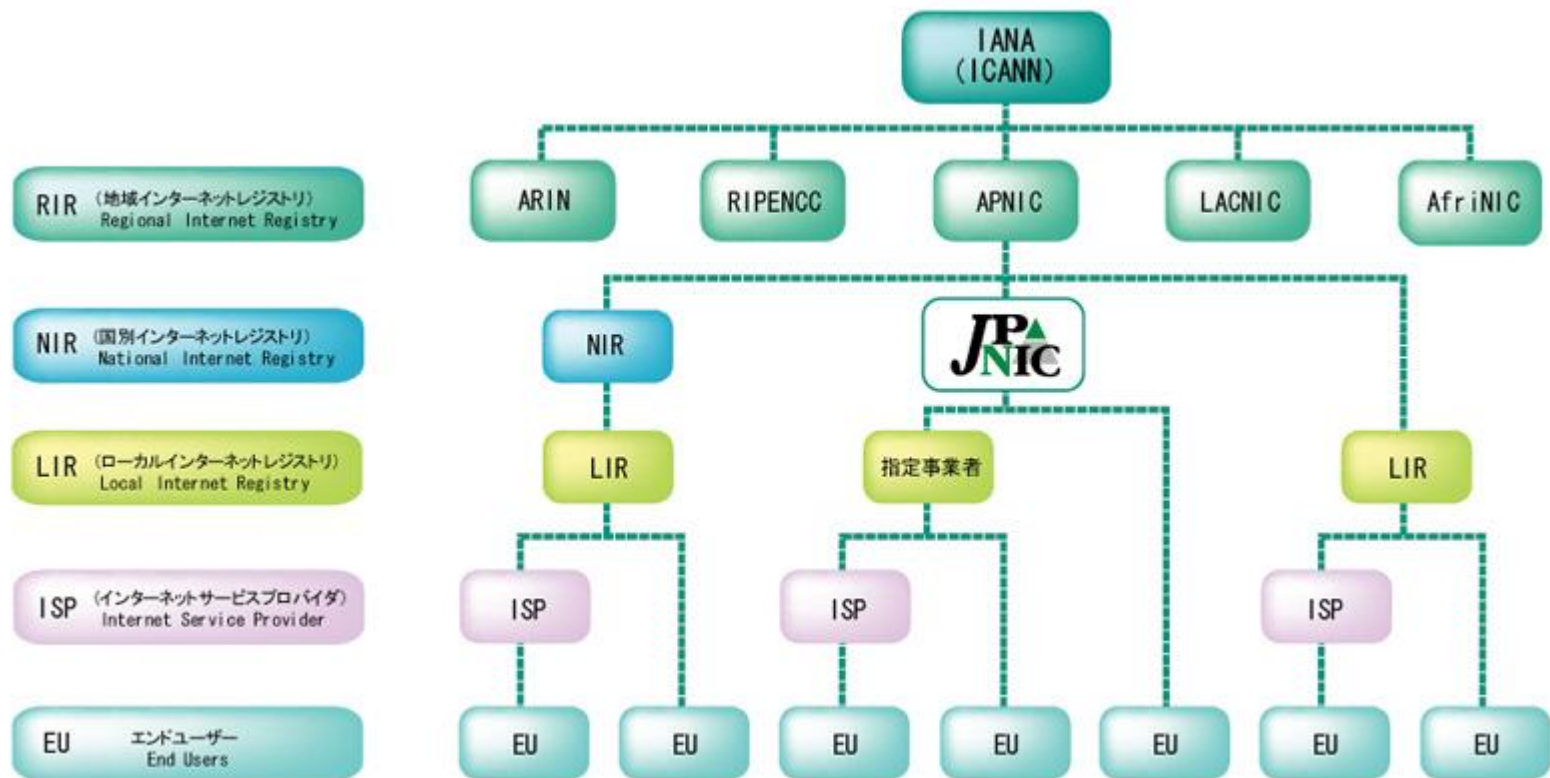 IANA
(ICANN)
RIR (地域インターネットレジストリ)
Regional Internet Registry
ARIN
RIPENCC
APNIC
LACNIC
AfriNIC
NIR (国別インターネットレジストリ)
National Internet Registry
NIR
JPNIC
LIR (ローカルインターネットレジストリ)
Local Internet Registry
LIR
指定事業者
LIR
ISP (インターネットサービスプロバイダ)
Internet Service Provider
ISP
ISP
ISP
EU エンドユーザー
End Users
EU
EU
EU
EU
EU
EU
EU